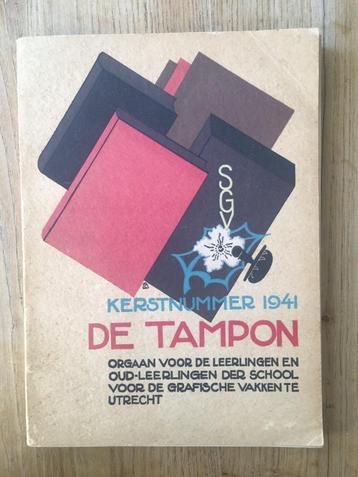 SGV
KERSTNUMMER 1941
DE TAMPON
ORGAAN VOOR DE LEERLINGEN EN
OUD-LEERLINGEN DER SCHOOL
VOOR DE GRAFISCHE VAKKEN TE
UTRECHT